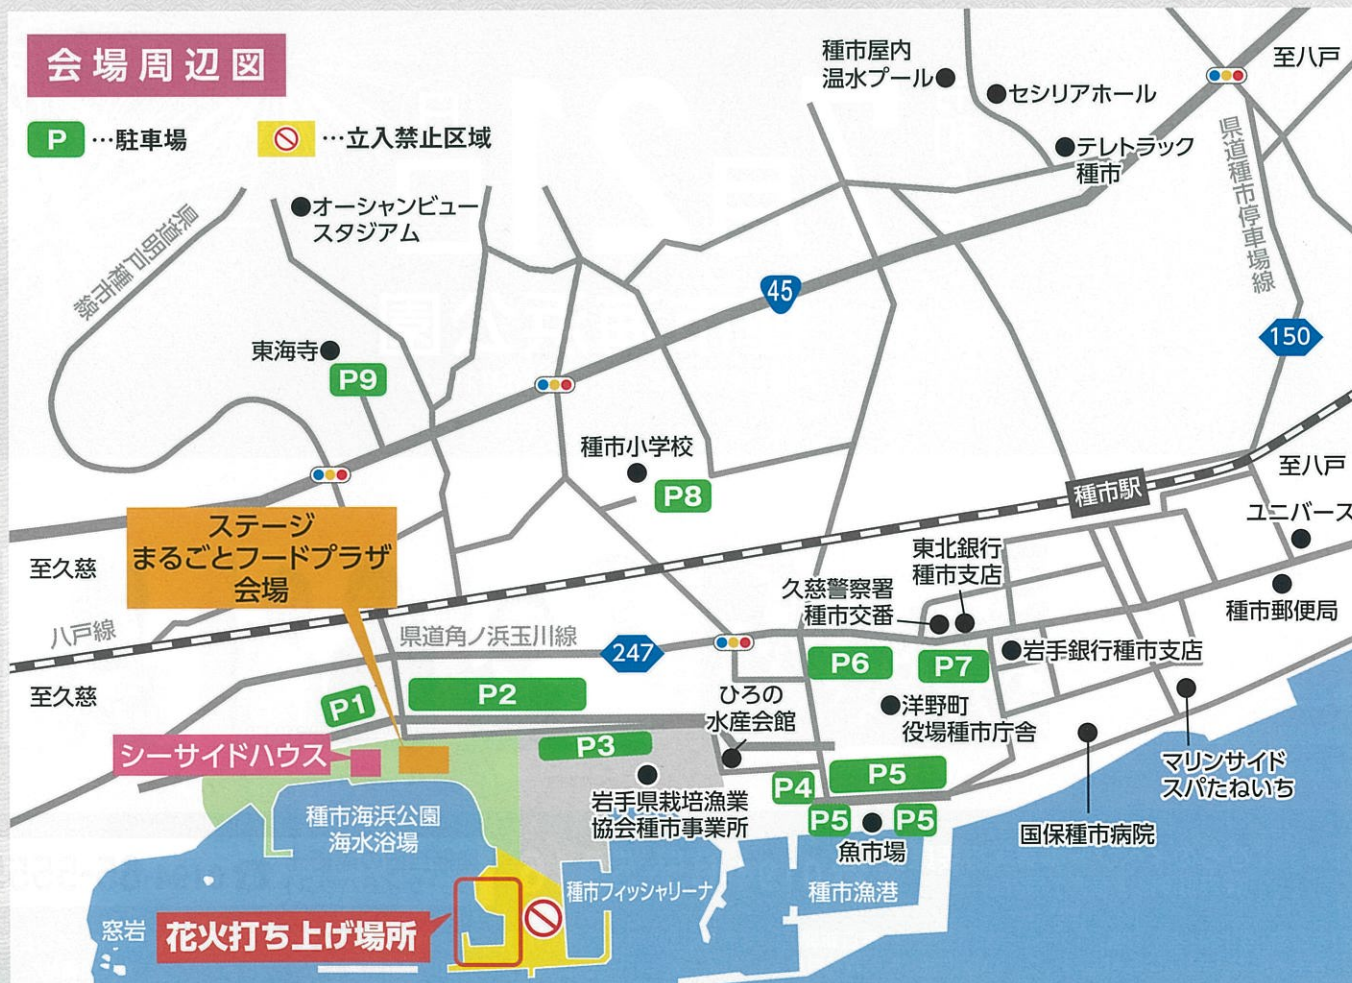 会場周辺図
P …駐車場
…立入禁止区域
種市屋内
温水プール
セシリアホール
テレトラック
種市
至八戸
県道種市停車場線
150
オーシャンビュー
スタジアム
県道明戸種市線
45
東海寺
P9
種市小学校
P8
種市駅
至八戸
ユニバース
種市郵便局
ステージ
まるごとフードプラザ
会場
至久慈
八戸線
至久慈
県道角ノ浜玉川線
247
東北銀行
種市支店
久慈警察署
種市交番
岩手銀行種市支店
P6
P7
P1
P2
ひろの
水産会館
洋野町
役場種市庁舎
シーサイドハウス
P3
P4
P5
P5
P5
岩手県栽培漁業
協会種市事業所
魚市場
国保種市病院
マリンサイド
スパたねいち
種市海浜公園
海水浴場
種市フィッシャリーナ
種市漁港
窓岩
花火打ち上げ場所